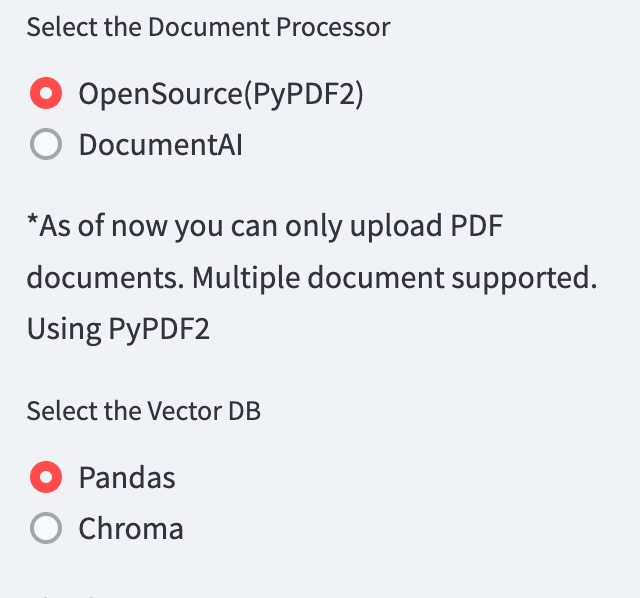 Select the Document Processor
OpenSource(PyPDF2)
DocumentAI
*As of now you can only upload PDF
documents. Multiple document supported.
Using PyPDF2
Select the Vector DB
Pandas
Chroma